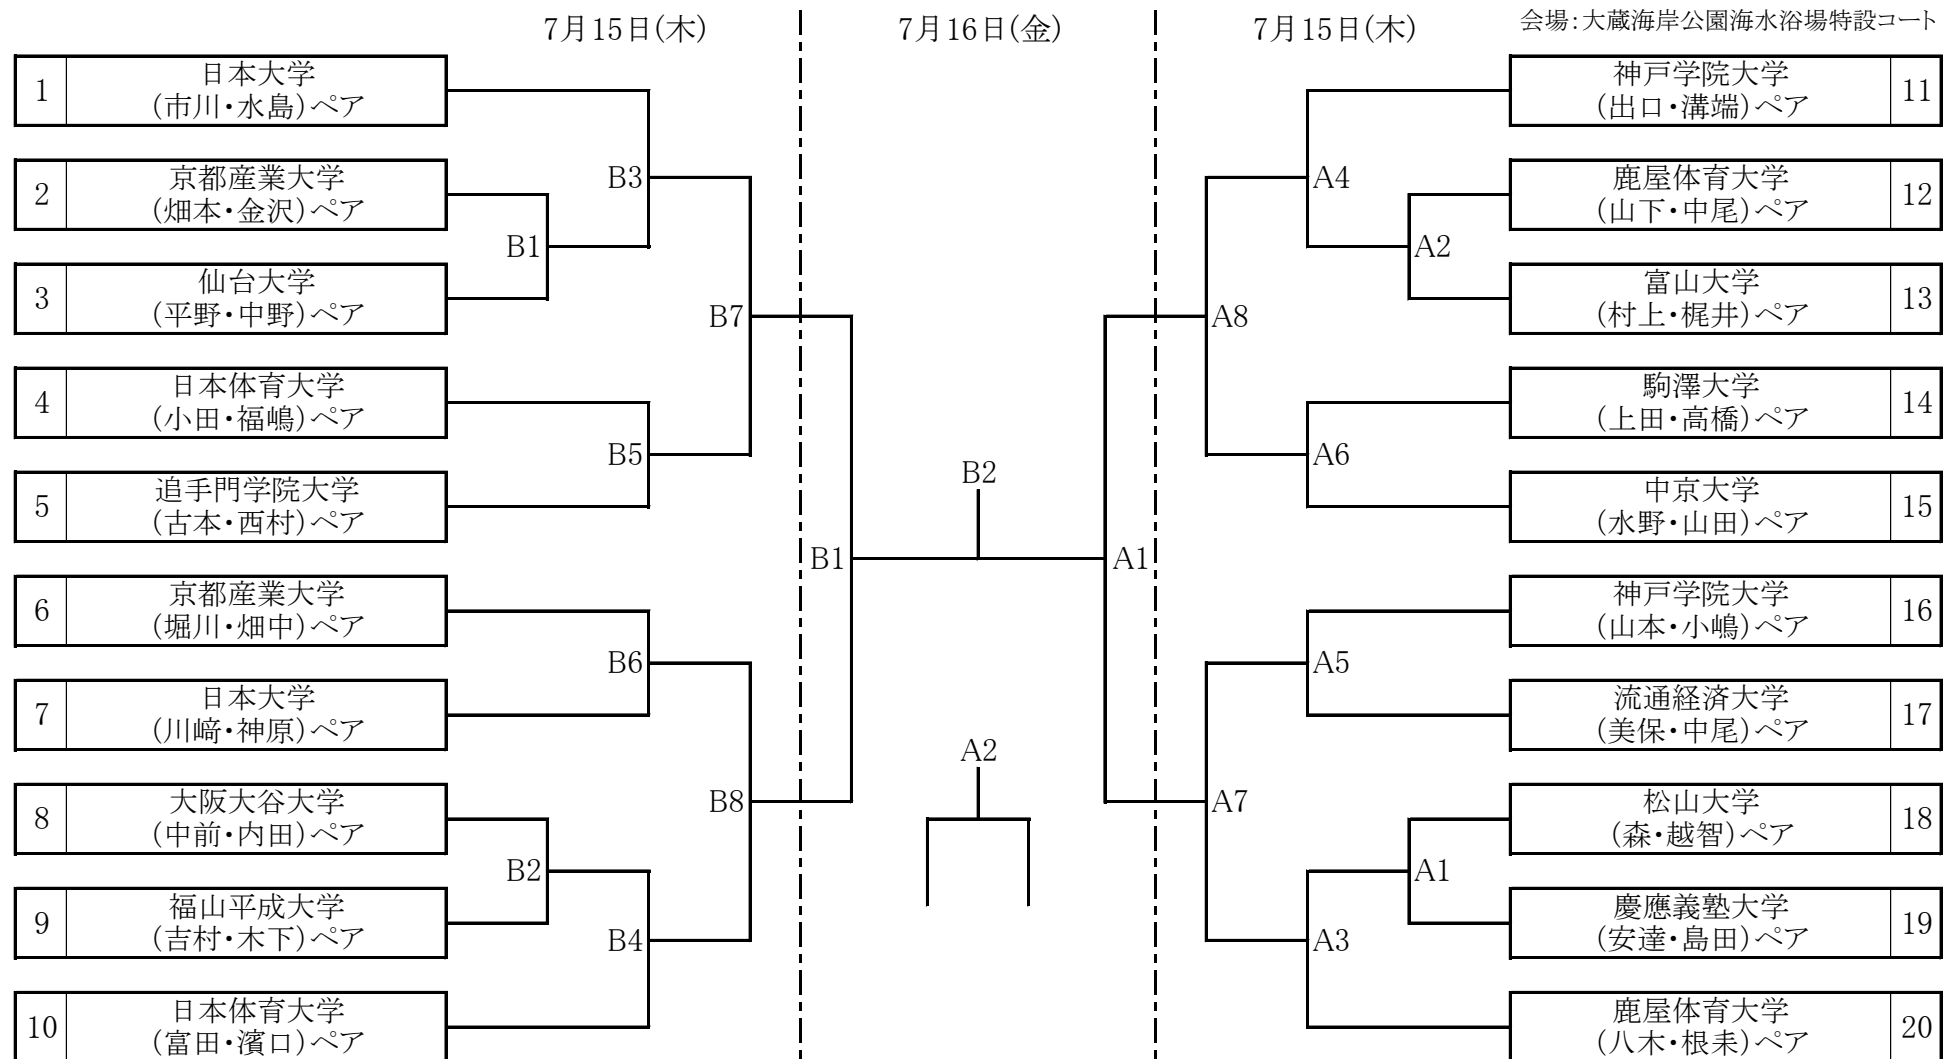 7月15日(木)
7月16日(金)
7月15日(木)
会場:大蔵海岸公園海水浴場特設コート
1
日本大学
(市川・水島)ペア
2
京都産業大学
(畑本・金沢)ペア
3
仙台大学
(平野・中野)ペア
4
日本体育大学
(小田・福嶋)ペア
5
追手門学院大学
(古本・西村)ペア
6
京都産業大学
(堀川・畑中)ペア
7
日本大学
(川﨑・神原)ペア
8
大阪大谷大学
(中前・内田)ペア
9
福山平成大学
(吉村・木下)ペア
10
日本体育大学
(富田・濱口)ペア
B3
B1
B7
B5
B6
B8
B2
B4
B1
B2
A2
A1
A4
A2
A8
A6
A5
A7
A1
A3
神戸学院大学
(出口・溝端)ペア
11
鹿屋体育大学
(山下・中尾)ペア
12
富山大学
(村上・梶井)ペア
13
駒澤大学
(上田・高橋)ペア
14
中京大学
(水野・山田)ペア
15
神戸学院大学
(山本・小嶋)ペア
16
流通経済大学
(美保・中尾)ペア
17
松山大学
(森・越智)ペア
18
慶應義塾大学
(安達・島田)ペア
19
鹿屋体育大学
(八木・根耒)ペア
20